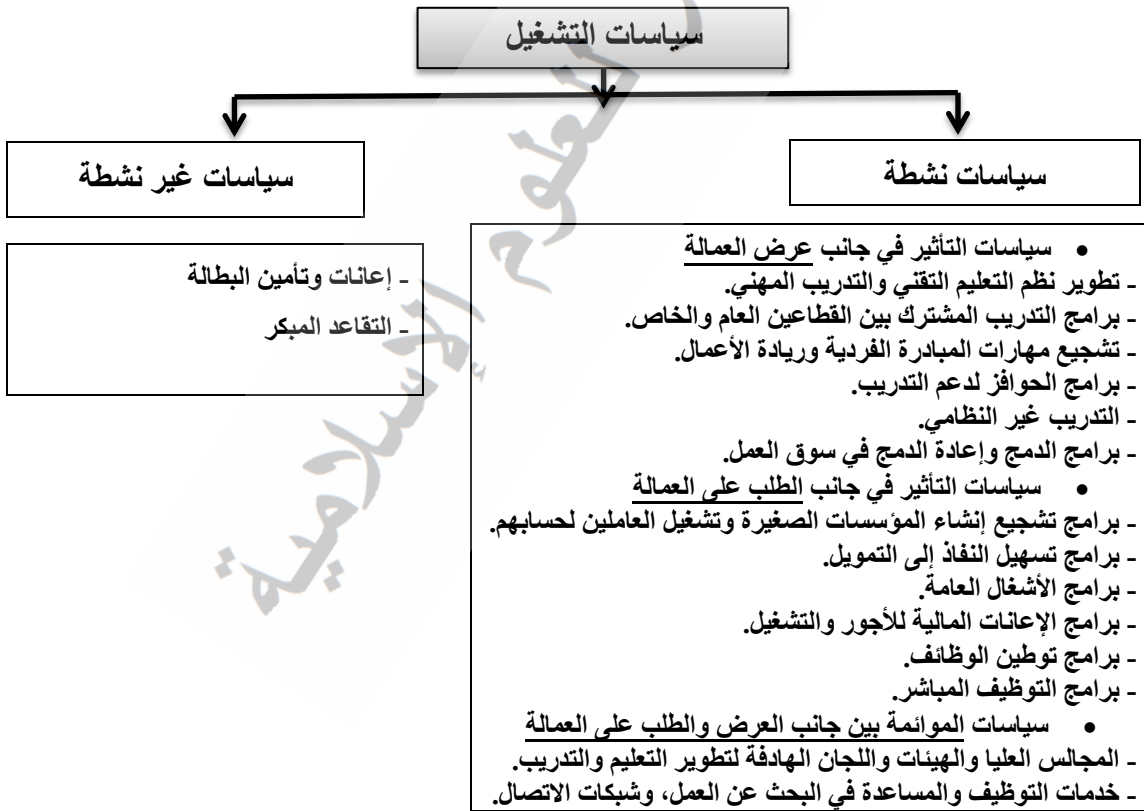 سياسات التشغيل
سياسات نشطة
سياسات غير نشطة
• سياسات التأثير في جانب عرض العمالة
- تطوير نظم التعليم التقني والتدريب المهني.
- برامج التدريب المشترك بين القطاعين العام والخاص.
- تشجيع مهارات المبادرة الفردية وريادة الأعمال.
- برامج الحوافز لدعم التدريب.
- التدريب غير النظامي.
- برامج الدمج وإعادة الدمج في سوق العمل.
• سياسات التأثير في جانب الطلب على العمالة
- برامج تشجيع إنشاء المؤسسات الصغيرة وتشغيل العاملين لحسابهم.
- برامج تسهيل النفاذ إلى التمويل.
- برامج الأشغال العامة.
- برامج الإعانات المالية للأجور والتشغيل.
- برامج توطين الوظائف.
- برامج التوظيف المباشر.
• سياسات الموائمة بين جانب العرض والطلب على العمالة
- المجالس العليا والهيئات واللجان الهادفة لتطوير التعليم والتدريب.
- خدمات التوظيف والمساعدة في البحث عن العمل، وشبكات الاتصال.
- إعانات وتأمين البطالة
- التقاعد المبكر
العلوم الإسلامية